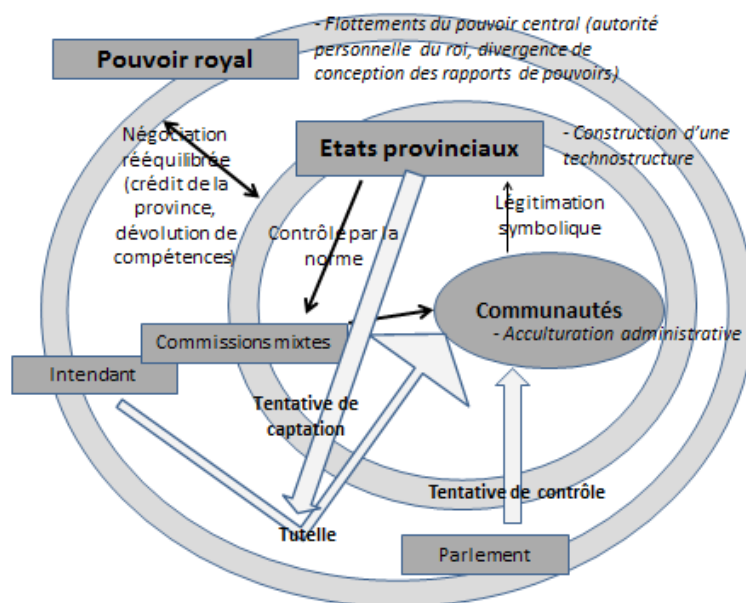 - Flottements du pouvoir central (autorité
personnelle du roi, divergence de
conception des rapports de pouvoirs)
Pouvoir royal
Négociation
rééquilibrée
(crédit de la
province,
dévolution de
compétences)
Etats provinciaux
- Construction d'une
technostructure
Contrôle par la
norme
Légitimation
symbolique
Communautés
- Acculturation administrative
Commissions mixtes
Intendant
Tentative de
captation
Tentative de contrôle
Tutelle
Parlement